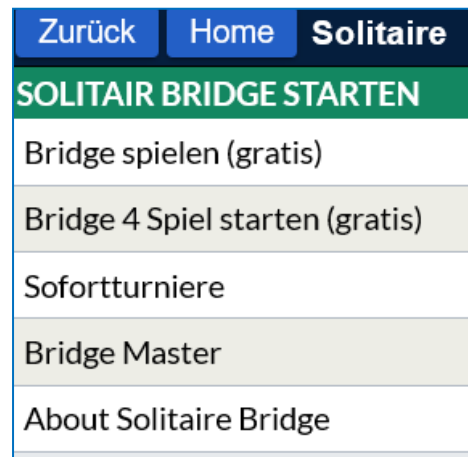 Zurück Home Solitaire
SOLITAIR BRIDGE STARTEN
Bridge spielen (gratis)
Bridge 4 Spiel starten (gratis)
Sofortturniere
Bridge Master
About Solitaire Bridge